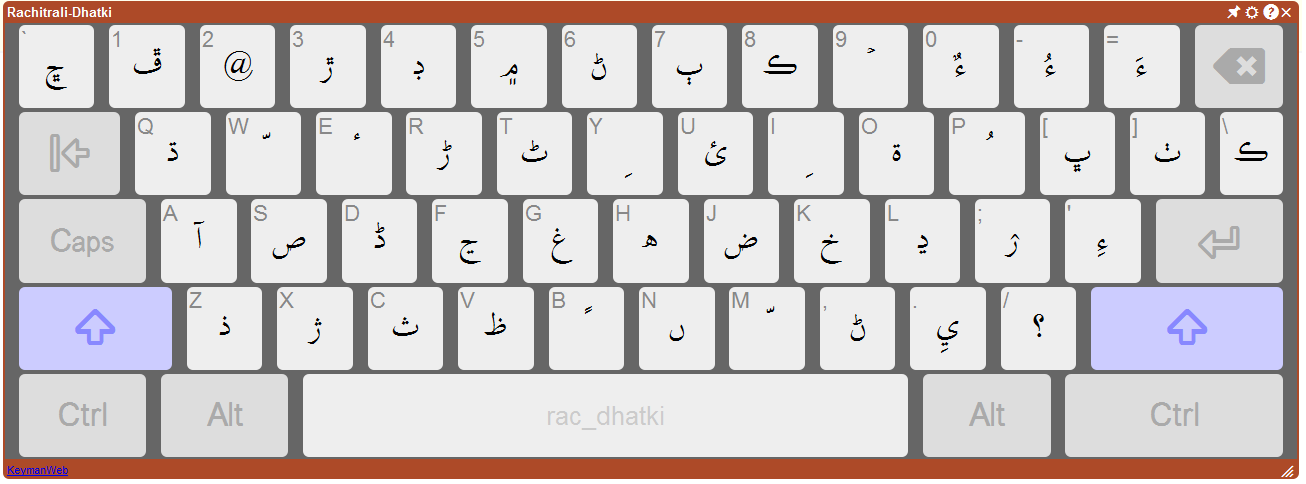 Rachitrali-Dhatki
` ڇ 1 ڦ 2 @ 3 ڙ 4 5 6 ڻ 7 8 ڪ 9 0 ءٌ - ءُ = ءَ
Q W ّ E ٔ R ڑ T ٹ Y ِ U ئ I ِ O ة P ُ [ ] ٺ \ ڪ
Caps A آ S ص D ڈ F G غ H ھ J ض K خ L ; ' ءِ
Z ذ X ژ C ث V ظ B N ں M ّ , . يِ / ؟
Ctrl Alt rac_dhatki Alt Ctrl
KeymanWeb